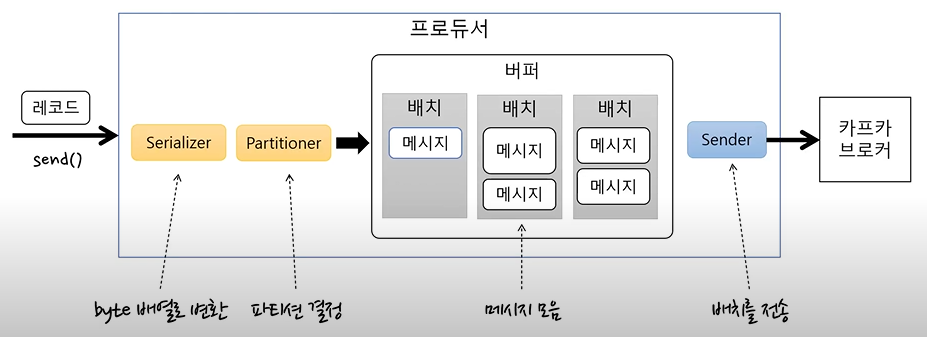 프로듀서
버퍼
레코드
send()
Serializer
Partitioner
배치
메시지
배치
메시지
메시지
배치
메시지
메시지
Sender
카프카
브로커
byte 배열로 변환
파티션 결정
메시지 모음
배치를 전송